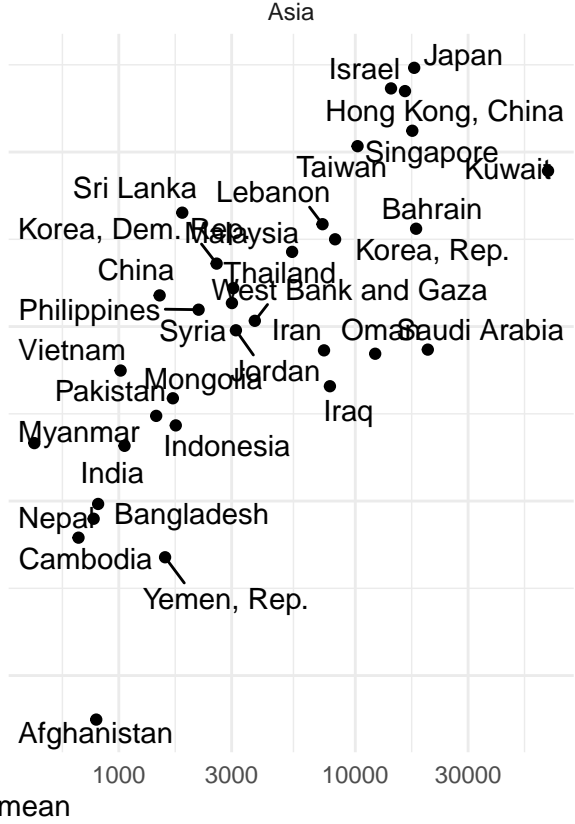 Asia
Japan
Israel
Hong Kong, China
Singapore
Taiwan
Kuwait
Sri Lanka
Lebanon
Bahrain
Korea, Dem. Rep.
Malaysia
Korea, Rep.
China
Thailand
West Bank and Gaza
Philippines
Syria
Iran
Oman
Saudi Arabia
Vietnam
Jordan
Mongolia
Pakistan
Iraq
Myanmar
Indonesia
India
Nepal
Bangladesh
Cambodia
Yemen, Rep.
Afghanistan
1000 3000 10000 30000
mean